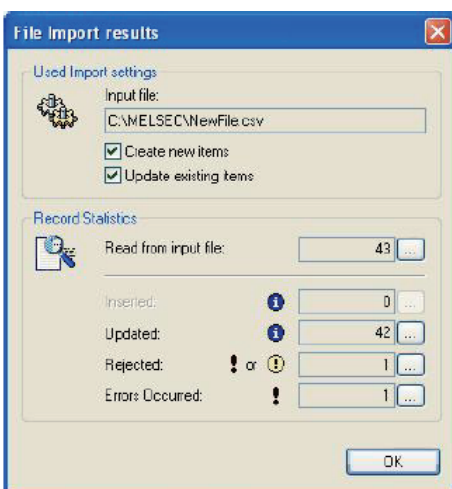 File Import results
Used Import settings
Input file:
C:\MELSEC\NewFile.csv
Create new items
Update existing items
Record Statistics
Read from input file: 43 ...
Inserted: 0 ...
Updated: 42 ...
Rejected: ! or ! 1 ...
Errors Occurred: ! 1 ...
OK